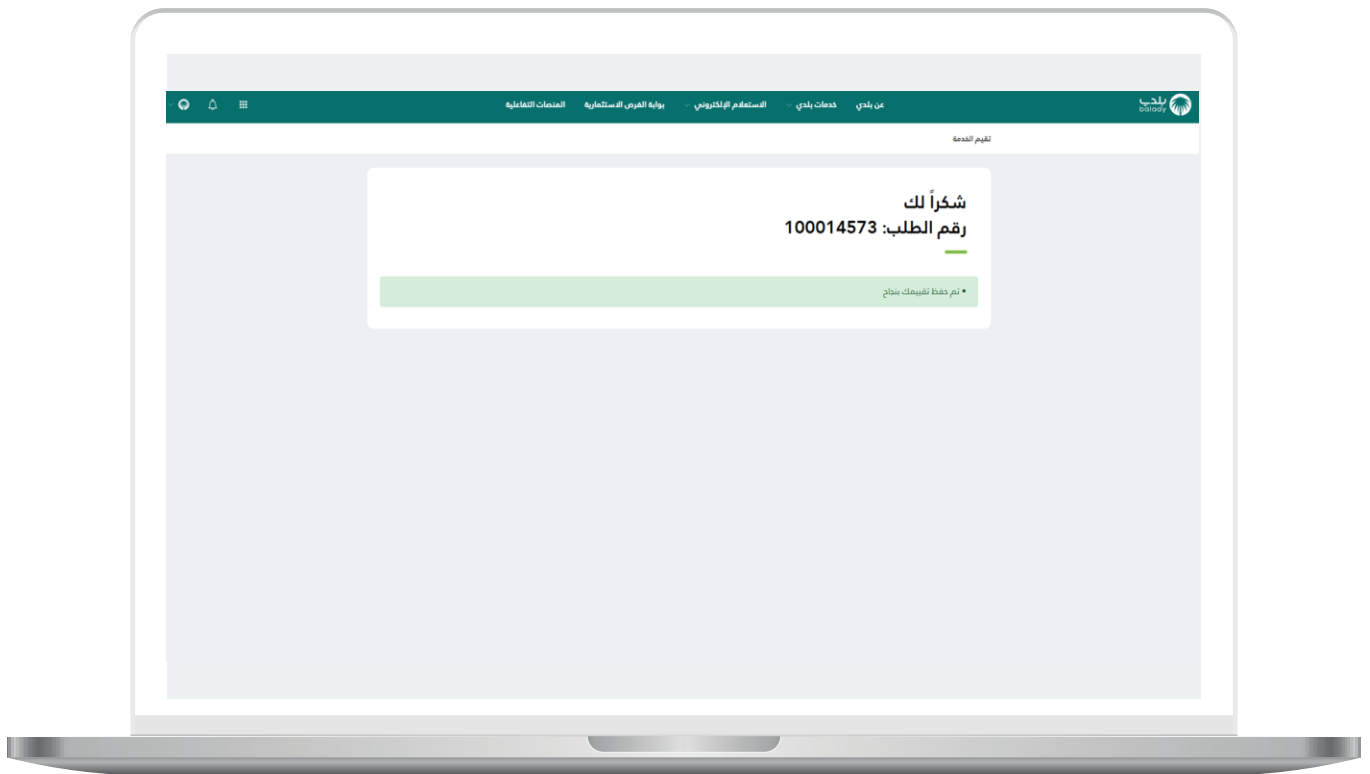 بلدي
balady
عن بلدي
خدمات بلدي
الاستعلام الإلكتروني
بوابة الفرص الاستثمارية
المنصات التفاعلية
تقيم الخدمة
شكراً لك
رقم الطلب: 100014573
• تم حفظ تقييمك بنجاح